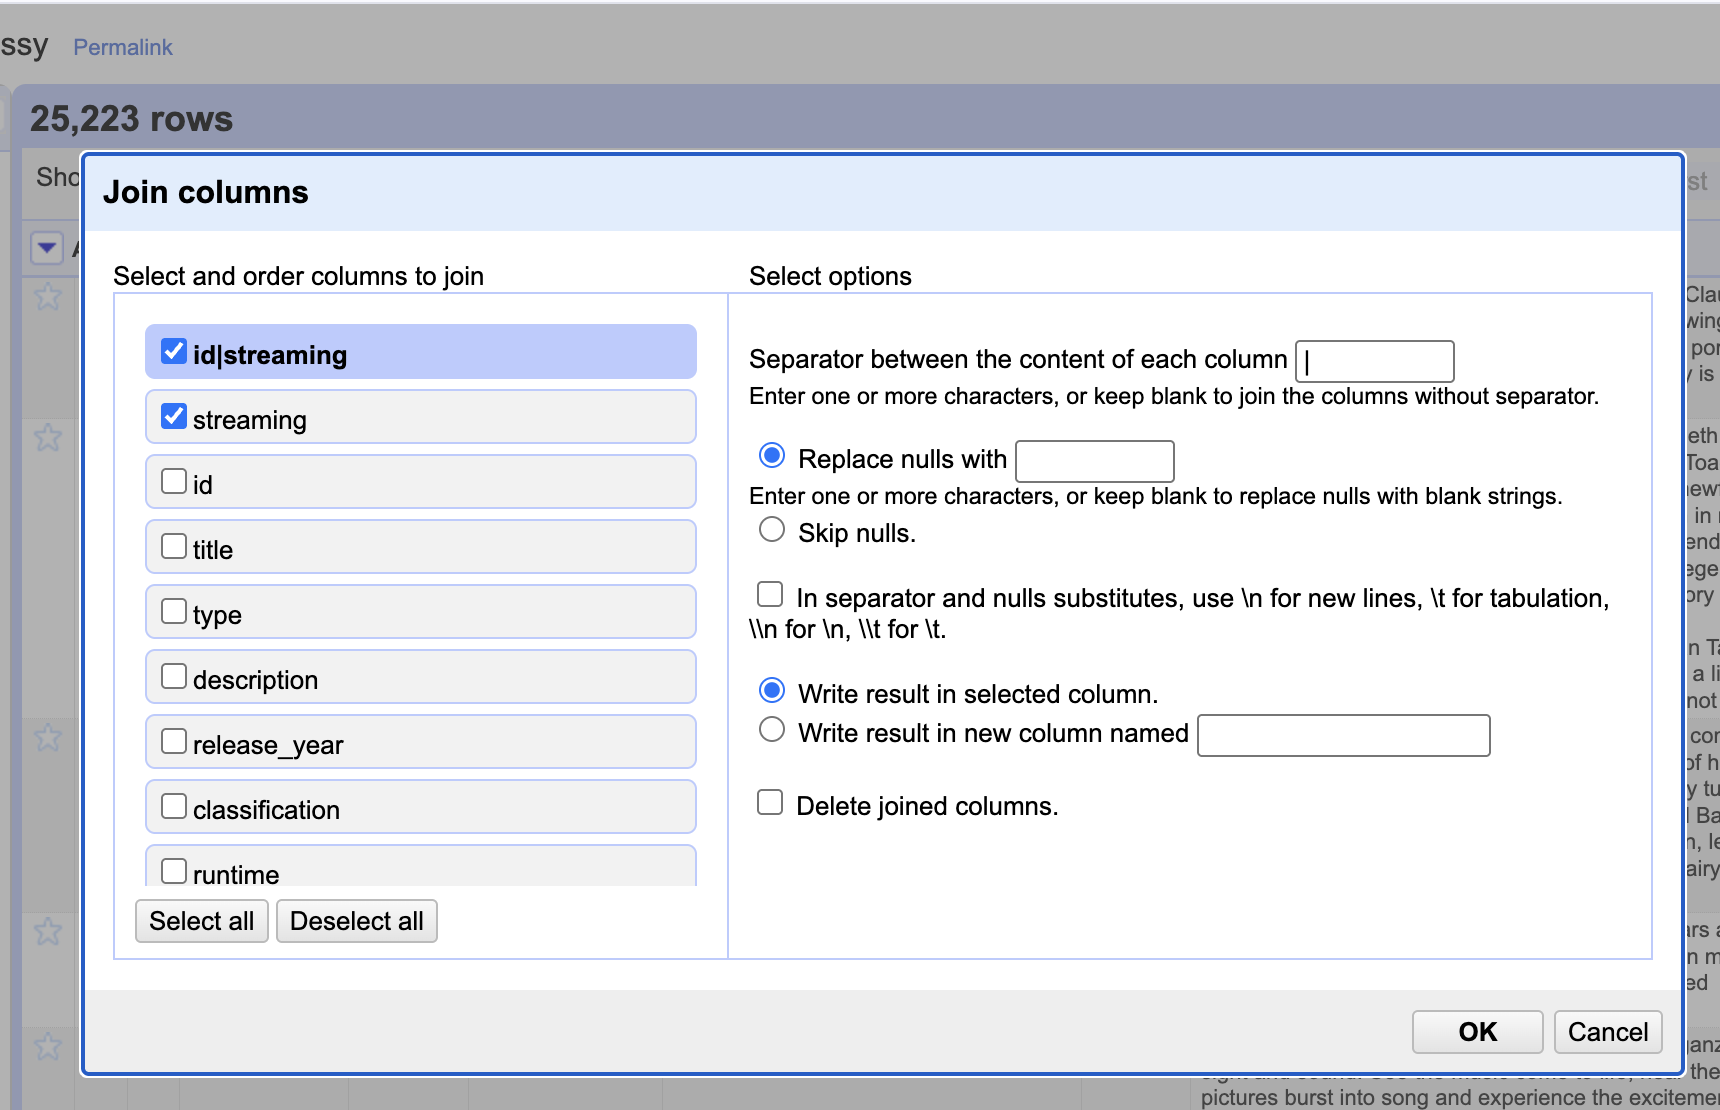 ssy Permalink
25,223 rows
Sho
st
Join columns
Select and order columns to join
Select options
id|streaming
streaming
id
title
type
description
release_year
classification
runtime
Select all Deselect all
Separator between the content of each column |
Enter one or more characters, or keep blank to join the columns without separator.
Replace nulls with
Enter one or more characters, or keep blank to replace nulls with blank strings.
Skip nulls.
In separator and nulls substitutes, use \n for new lines, \t for tabulation,
\\n for \n, \\t for \t.
Write result in selected column.
Write result in new column named
Delete joined columns.
OK Cancel
pictures burst into song and experience the exciteme